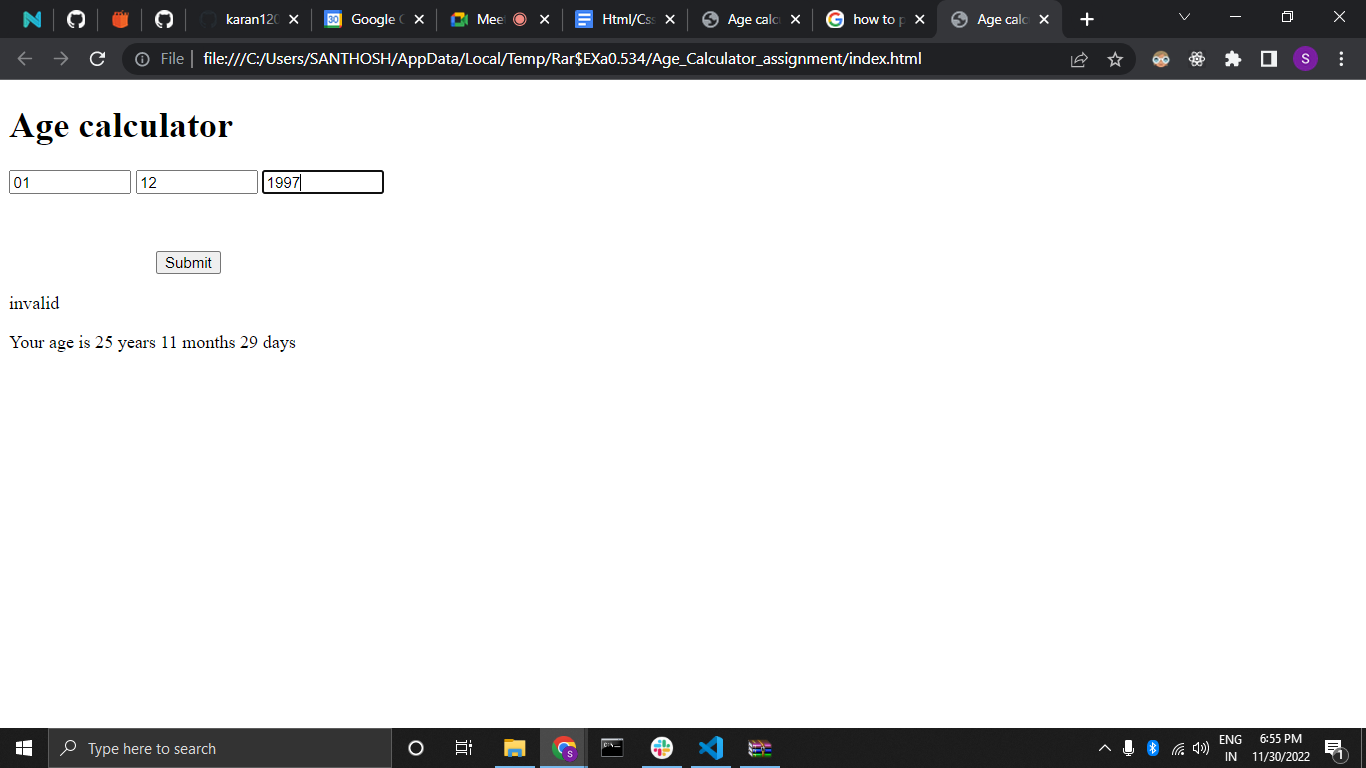 karan120
Google C
Meet
Html/Css
Age calc
how to p
Age calc
File
file:///C:/Users/SANTHOSH/AppData/Local/Temp/Rar$EXa0.534/Age_Calculator_assignment/index.html
S
Age calculator
01 12 1997
Submit
invalid
Your age is 25 years 11 months 29 days
Type here to search
ENG
IN
6:55 PM
11/30/2022
1